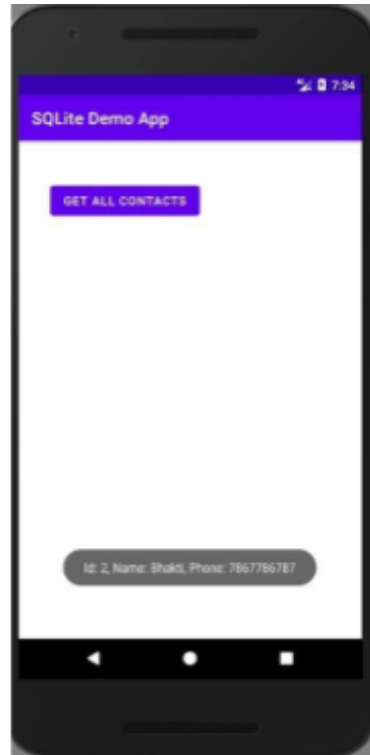 7:34
SQLite Demo App
GET ALL CONTACTS
Id: 2, Name: Bhakti, Phone: 7867786787